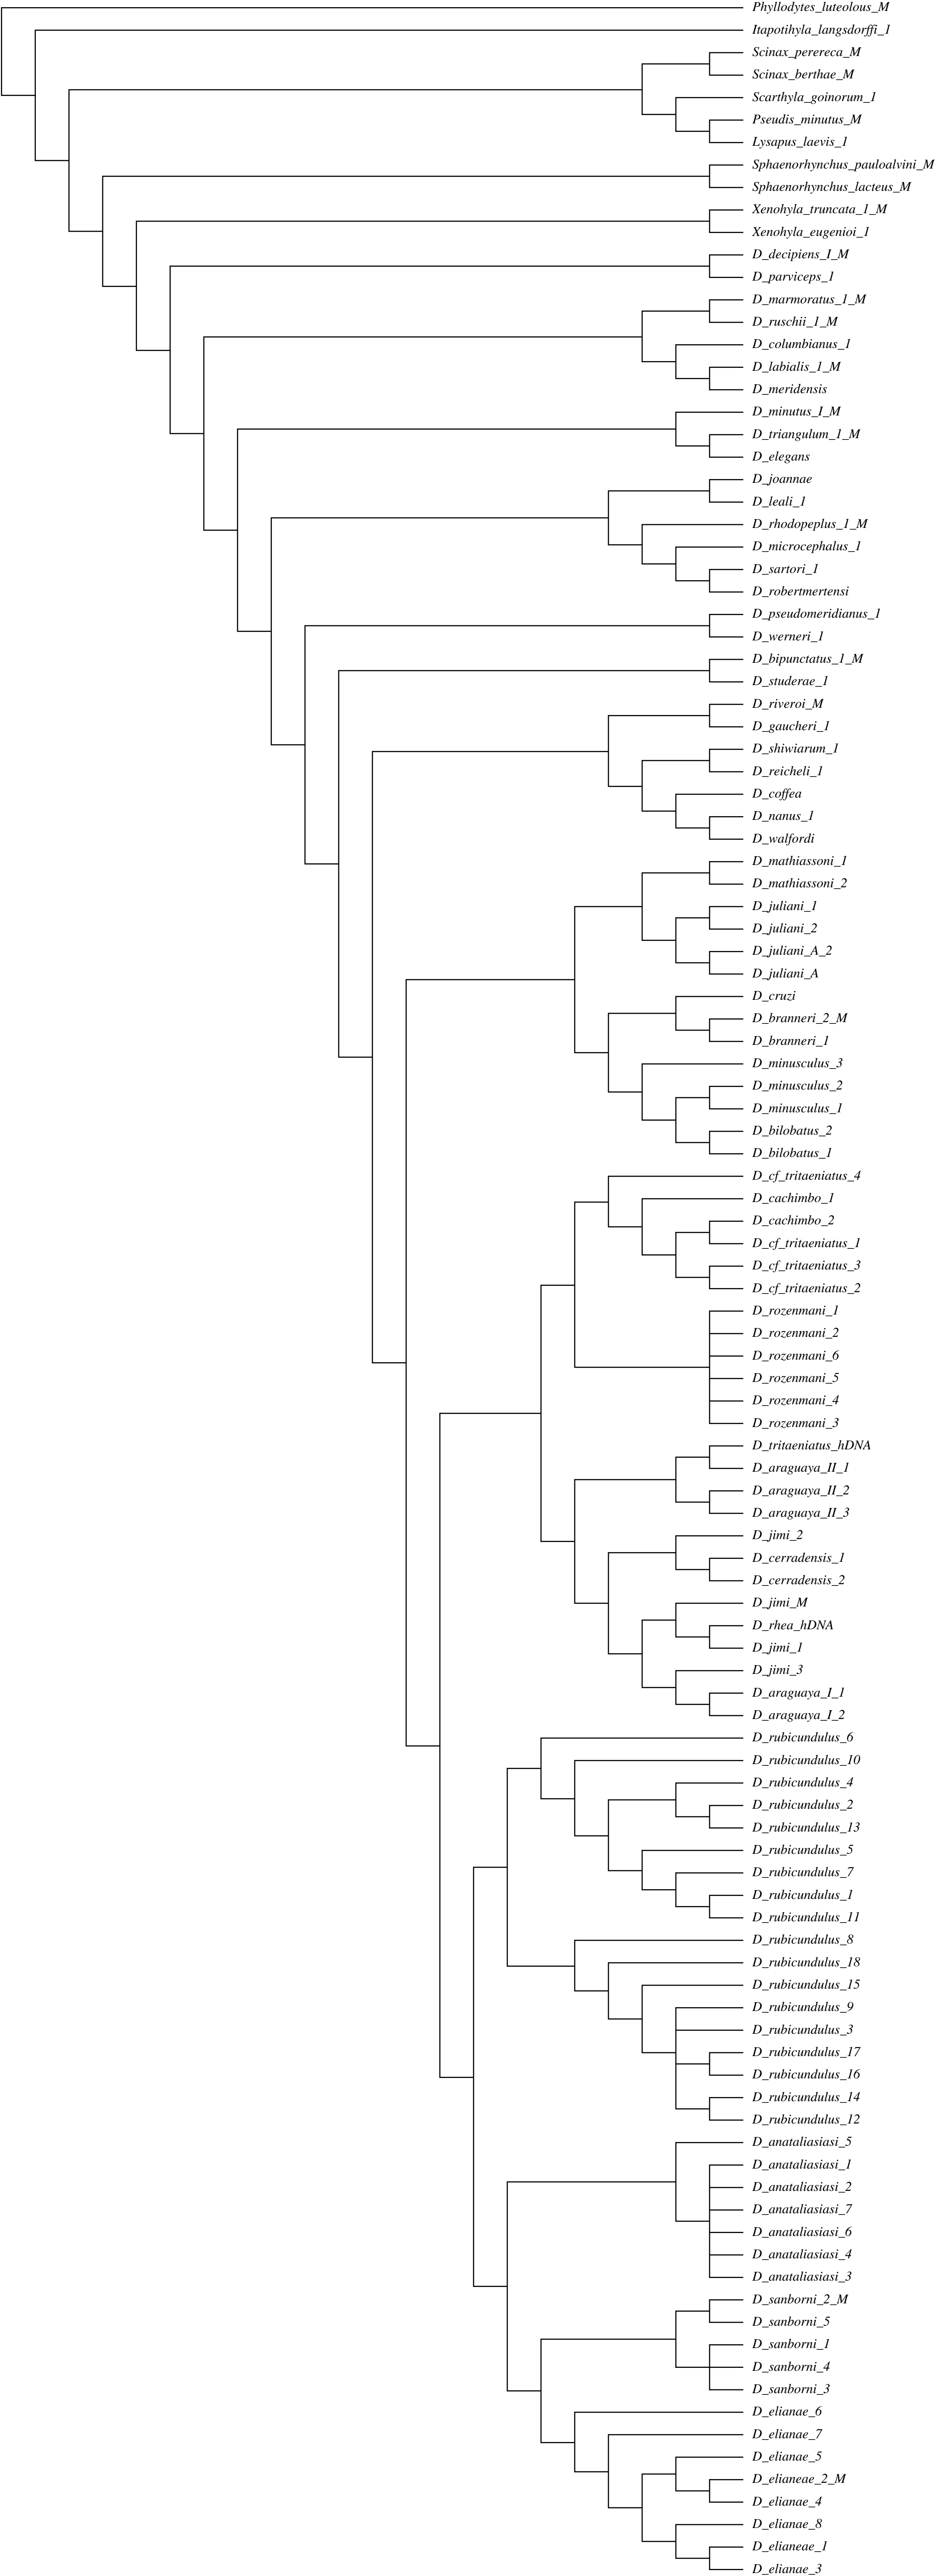 Phyllodytes_luteolous_M
Itapotihyla_langsdorffi_1
Scinax_perereca_M
Scinax_berthae_M
Scarthyla_goinorum_1
Pseudis_minutus_M
Lysapus_laevis_1
Sphaenorhynchus_pauloalvini_M
Sphaenorhynchus_lacteus_M
Xenohyla_truncata_1_M
Xenohyla_eugenioi_1
D_decipiens_I_M
D_parviceps_1
D_marmoratus_1_M
D_ruschii_1_M
D_columbianus_1
D_labialis_1_M
D_meridensis
D_minutus_I_M
D_triangulum_1_M
D_elegans
D_joannae
D_leali_1
D_rhodopeplus_1_M
D_microcephalus_1
D_sartori_1
D_robertmertensi
D_pseudomeridianus_1
D_werneri_1
D_bipunctatus_1_M
D_studerae_1
D_riveroi_M
D_gaucheri_1
D_shiwiarum_1
D_reicheli_1
D_coffea
D_nanus_1
D_walfordi
D_mathiassoni_1
D_mathiassoni_2
D_juliani_1
D_juliani_2
D_juliani_A_2
D_juliani_A
D_cruzi
D_branneri_2_M
D_branneri_1
D_minusculus_3
D_minusculus_2
D_minusculus_1
D_bilobatus_2
D_bilobatus_1
D_cf_tritaeniatus_4
D_cachimbo_1
D_cachimbo_2
D_cf_tritaeniatus_1
D_cf_tritaeniatus_3
D_cf_tritaeniatus_2
D_rozenmani_1
D_rozenmani_2
D_rozenmani_6
D_rozenmani_5
D_rozenmani_4
D_rozenmani_3
D_tritaeniatus_hDNA
D_araguaya_II_1
D_araguaya_II_2
D_araguaya_II_3
D_jimi_2
D_cerradensis_1
D_cerradensis_2
D_jimi_M
D_rhea_hDNA
D_jimi_1
D_jimi_3
D_araguaya_I_1
D_araguaya_I_2
D_rubicundulus_6
D_rubicundulus_10
D_rubicundulus_4
D_rubicundulus_2
D_rubicundulus_13
D_rubicundulus_5
D_rubicundulus_7
D_rubicundulus_1
D_rubicundulus_11
D_rubicundulus_8
D_rubicundulus_18
D_rubicundulus_15
D_rubicundulus_9
D_rubicundulus_3
D_rubicundulus_17
D_rubicundulus_16
D_rubicundulus_14
D_rubicundulus_12
D_anataliasiasi_5
D_anataliasiasi_1
D_anataliasiasi_2
D_anataliasiasi_7
D_anataliasiasi_6
D_anataliasiasi_4
D_anataliasiasi_3
D_sanborni_2_M
D_sanborni_5
D_sanborni_1
D_sanborni_4
D_sanborni_3
D_elianae_6
D_elianae_7
D_elianae_5
D_elianeae_2_M
D_elianae_4
D_elianae_8
D_elianeae_1
D_elianae_3